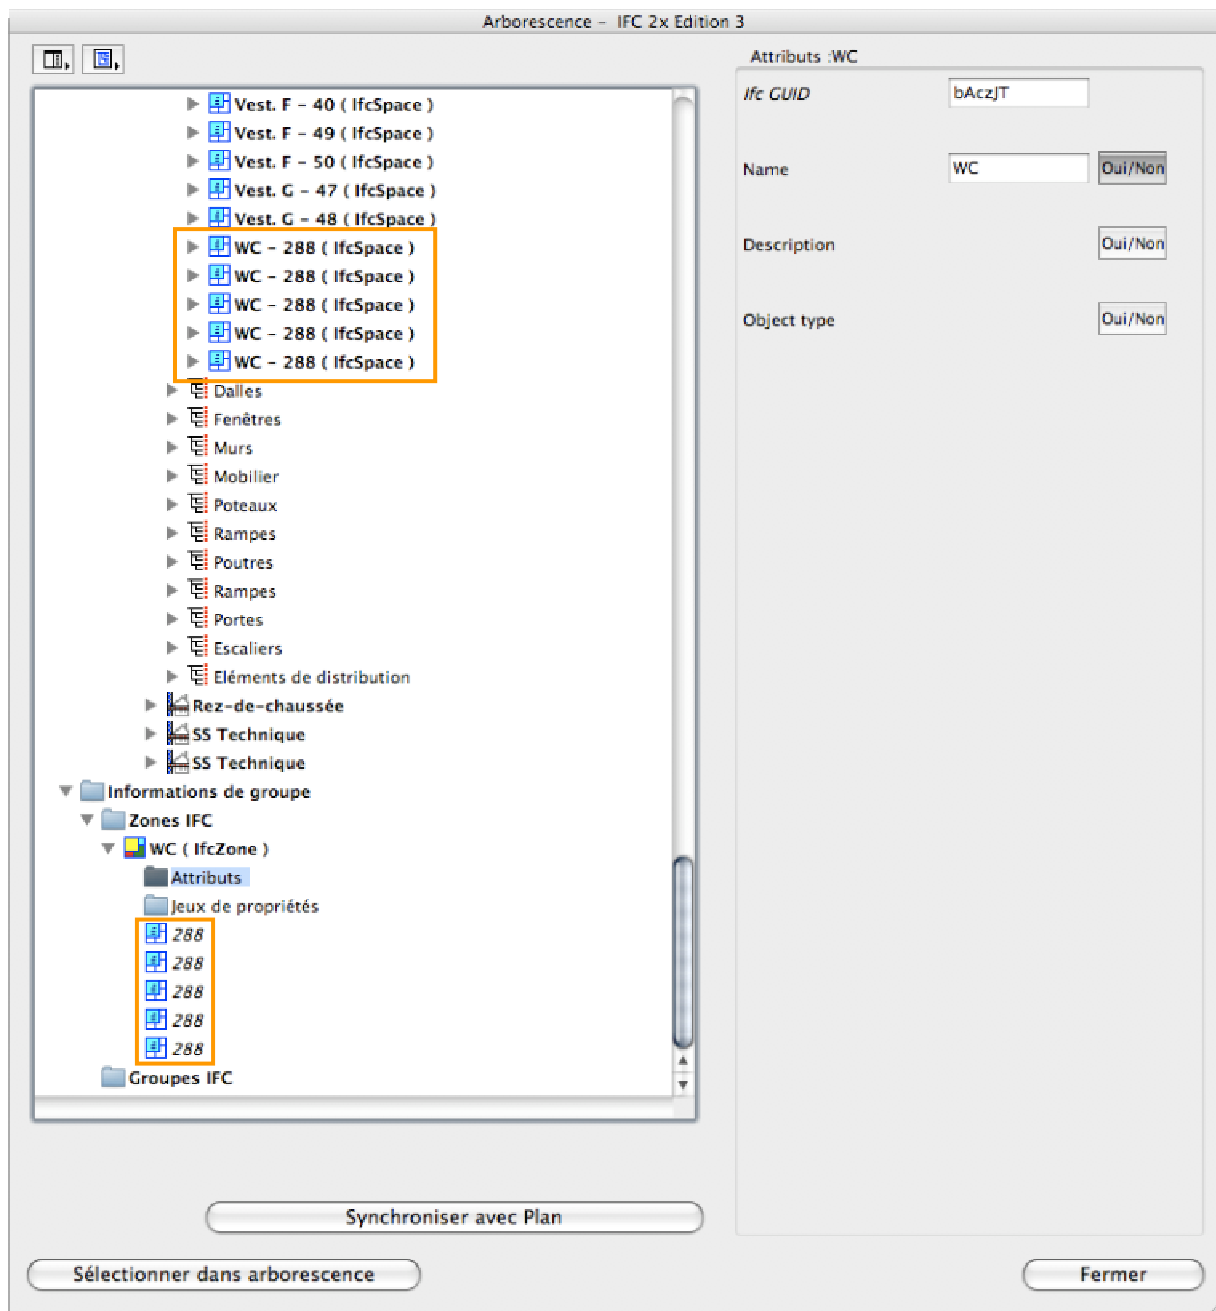 Arborescence – IFC 2x Edition 3
Attributs :WC
Ifc GUID
bAczJT
Name
WC
Oui/Non
Description
Oui/Non
Object type
Oui/Non
Vest. F – 40 ( IfcSpace )
Vest. F – 49 ( IfcSpace )
Vest. F – 50 ( IfcSpace )
Vest. G – 47 ( IfcSpace )
Vest. G – 48 ( IfcSpace )
WC – 288 ( IfcSpace )
WC – 288 ( IfcSpace )
WC – 288 ( IfcSpace )
WC – 288 ( IfcSpace )
WC – 288 ( IfcSpace )
Dalles
Fenêtres
Murs
Mobilier
Poteaux
Rampes
Poutres
Rampes
Portes
Escaliers
Eléments de distribution
Rez-de-chaussée
SS Technique
SS Technique
Informations de groupe
Zones IFC
WC ( IfcZone )
Attributs
Jeux de propriétés
288
288
288
288
288
Groupes IFC
Synchroniser avec Plan
Sélectionner dans arborescence
Fermer